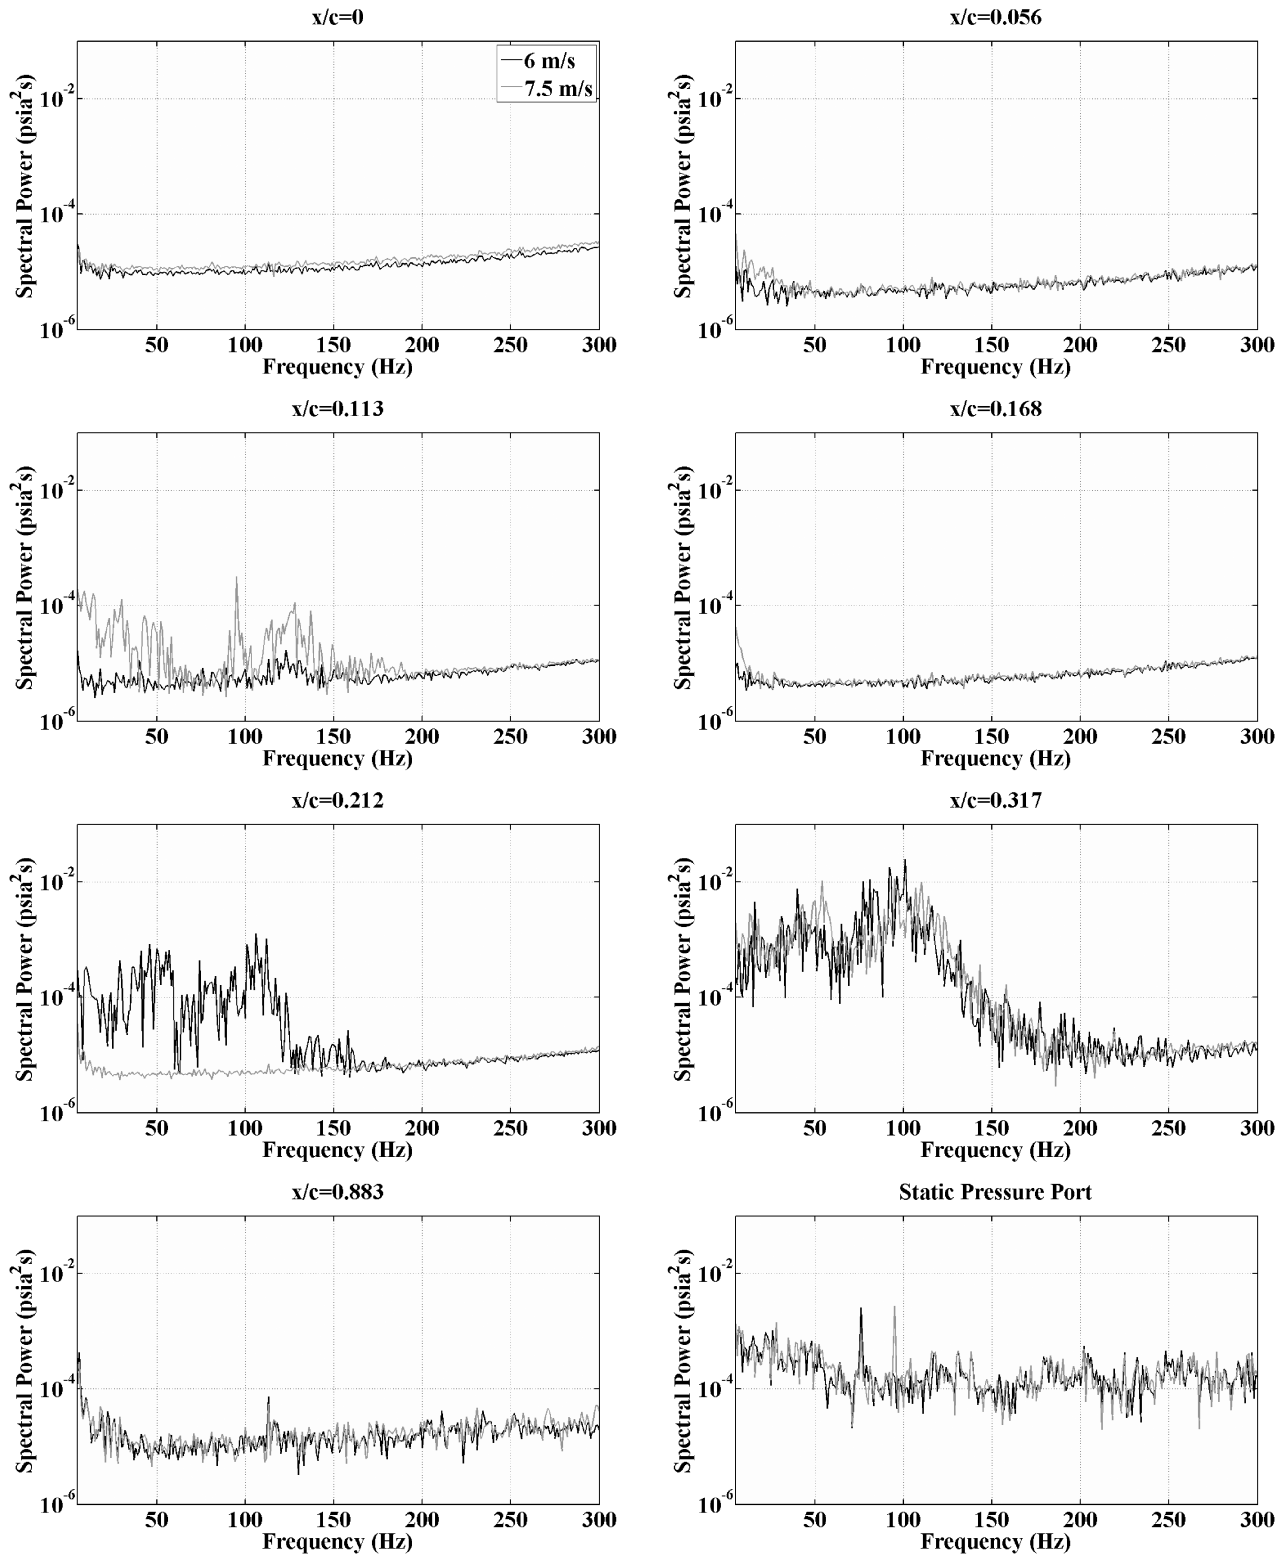 x/c=0
Spectral Power (psia²s)
10⁻²
10⁻⁴
10⁻⁶
6 m/s
7.5 m/s
50 100 150 200 250 300
Frequency (Hz)
x/c=0.056
Spectral Power (psia²s)
10⁻²
10⁻⁴
10⁻⁶
50 100 150 200 250 300
Frequency (Hz)
x/c=0.113
Spectral Power (psia²s)
10⁻²
10⁻⁴
10⁻⁶
50 100 150 200 250 300
Frequency (Hz)
x/c=0.168
Spectral Power (psia²s)
10⁻²
10⁻⁴
10⁻⁶
50 100 150 200 250 300
Frequency (Hz)
x/c=0.212
Spectral Power (psia²s)
10⁻²
10⁻⁴
10⁻⁶
50 100 150 200 250 300
Frequency (Hz)
x/c=0.317
Spectral Power (psia²s)
10⁻²
10⁻⁴
10⁻⁶
50 100 150 200 250 300
Frequency (Hz)
x/c=0.883
Spectral Power (psia²s)
10⁻²
10⁻⁴
10⁻⁶
50 100 150 200 250 300
Frequency (Hz)
Static Pressure Port
Spectral Power (psia²s)
10⁻²
10⁻⁴
10⁻⁶
50 100 150 200 250 300
Frequency (Hz)